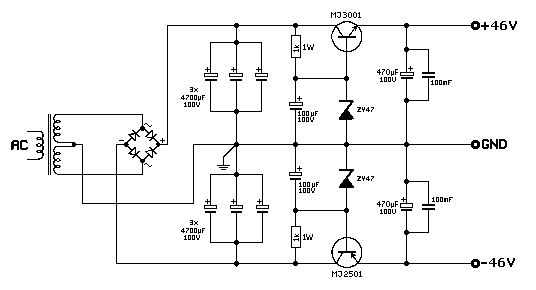 MJ3001
+46V
1k
1W
3x
4700µF
100V
100µF
100V
ZY47
470µF
100V
100nF
AC
~
-
+
~
GND
3x
4700µF
100V
100µF
100V
ZY47
470µF
100V
100nF
1k
1W
MJ2501
-46V